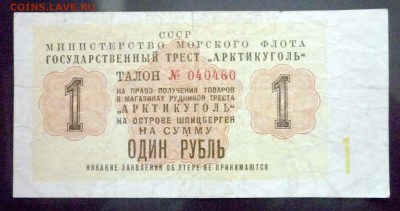 COINS.LAVE.RU
СССР
МИНИСТЕРСТВО МОРСКОГО ФЛОТА
ГОСУДАРСТВЕННЫЙ ТРЕСТ „АРКТИКУГОЛЬ"
ТАЛОН № 040460
НА ПРАВО ПОЛУЧЕНИЯ ТОВАРОВ
В МАГАЗИНАХ РУДНИКОВ ТРЕСТА
„АРКТИКУГОЛЬ"
НА ОСТРОВЕ ШПИЦБЕРГЕН
НА СУММУ
ОДИН РУБЛЬ
1
1
1
НИКАКИЕ ЗАЯВЛЕНИЯ ОБ УТЕРЕ НЕ ПРИНИМАЮТСЯ